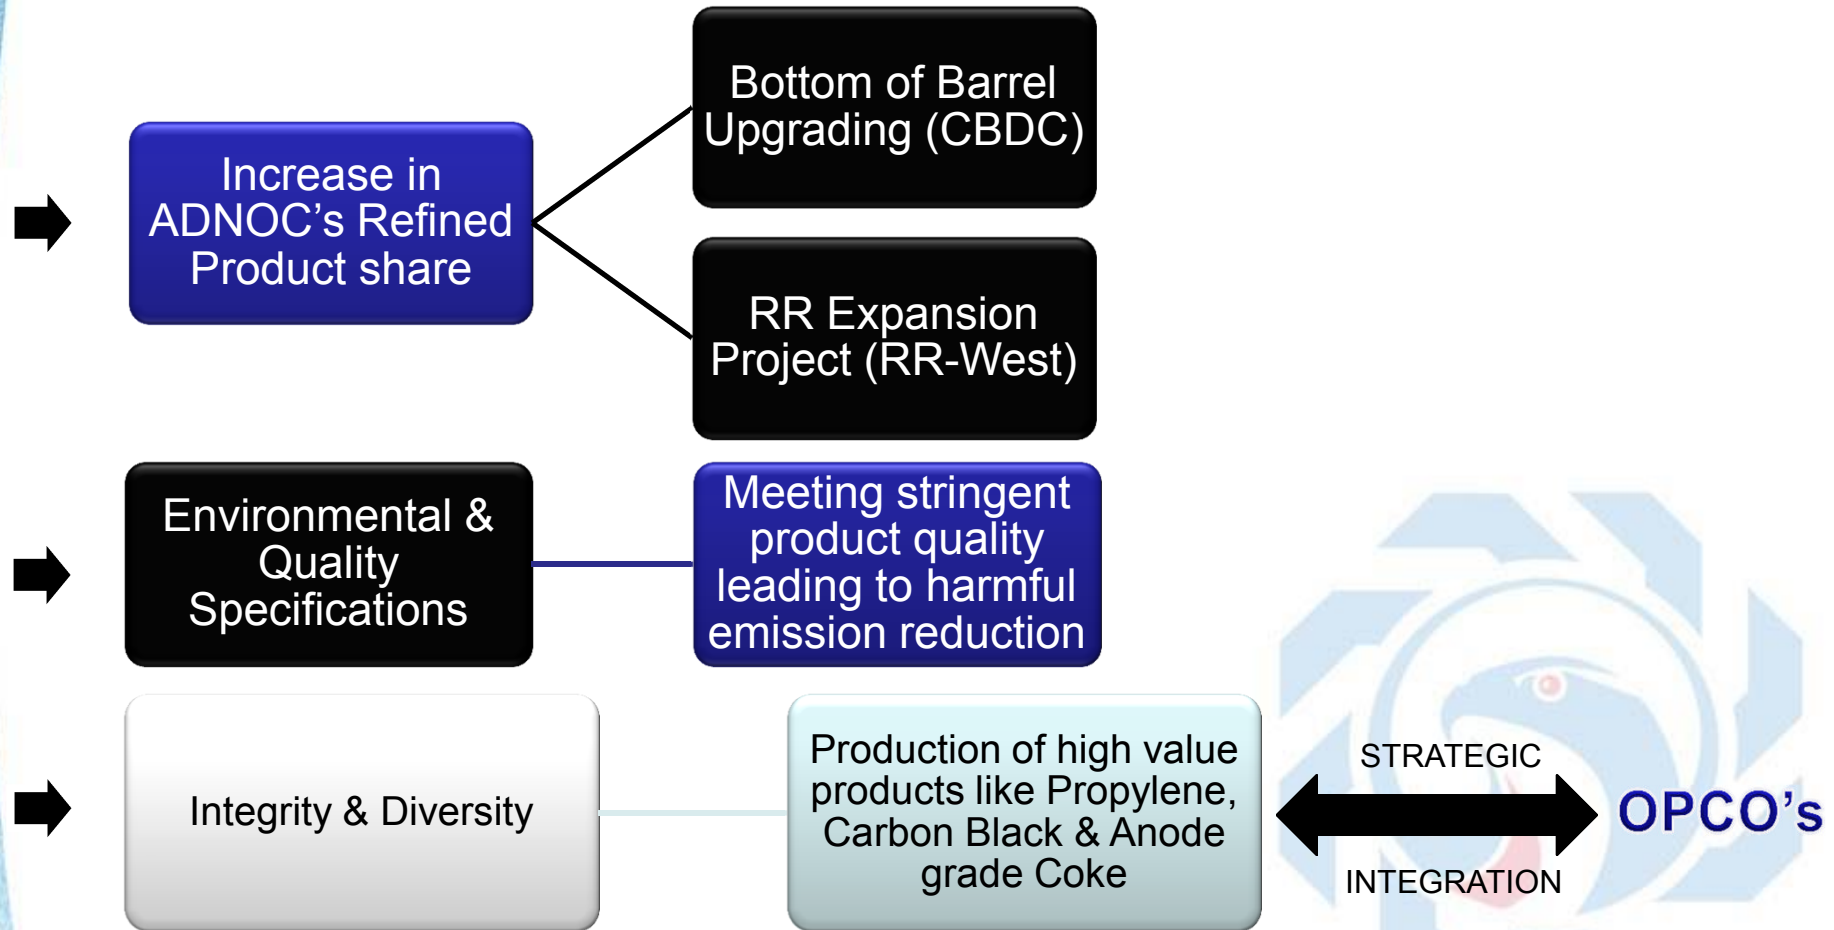 Increase in
ADNOC’s Refined
Product share
Bottom of Barrel
Upgrading (CBDC)
RR Expansion
Project (RR-West)
Environmental &
Quality
Specifications
Meeting stringent
product quality
leading to harmful
emission reduction
Integrity & Diversity
Production of high value
products like Propylene,
Carbon Black & Anode
grade Coke
STRATEGIC
INTEGRATION
OPCO’s